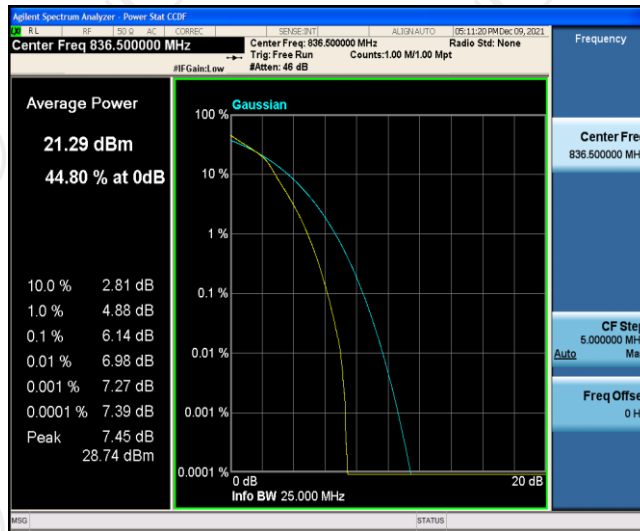 Agilent Spectrum Analyzer - Power Stat CCDF
RL RF 50 Ω AC CORREC SENSE:INT ALIGNAUTO 05:11:20 PM Dec 09, 2021
Center Freq 836.500000 MHz
Center Freq: 836.500000 MHz Radio Std: None
Trig: Free Run Counts:1.00 M/1.00 Mpt
#IFGain:Low #Atten: 46 dB
Frequency
Average Power
21.29 dBm
44.80 % at 0dB
10.0 % 2.81 dB
1.0 % 4.88 dB
0.1 % 6.14 dB
0.01 % 6.98 dB
0.001 % 7.27 dB
0.0001 % 7.39 dB
Peak 7.45 dB
28.74 dBm
Gaussian
100 %
10 %
1 %
0.1 %
0.01 %
0.001 %
0.0001 %
0 dB 20 dB
Info BW 25.000 MHz
Center Fre
836.500000 MH
CF Step
5.000000 MH
Auto Ma
Freq Offse
0 H
MSG STATUS